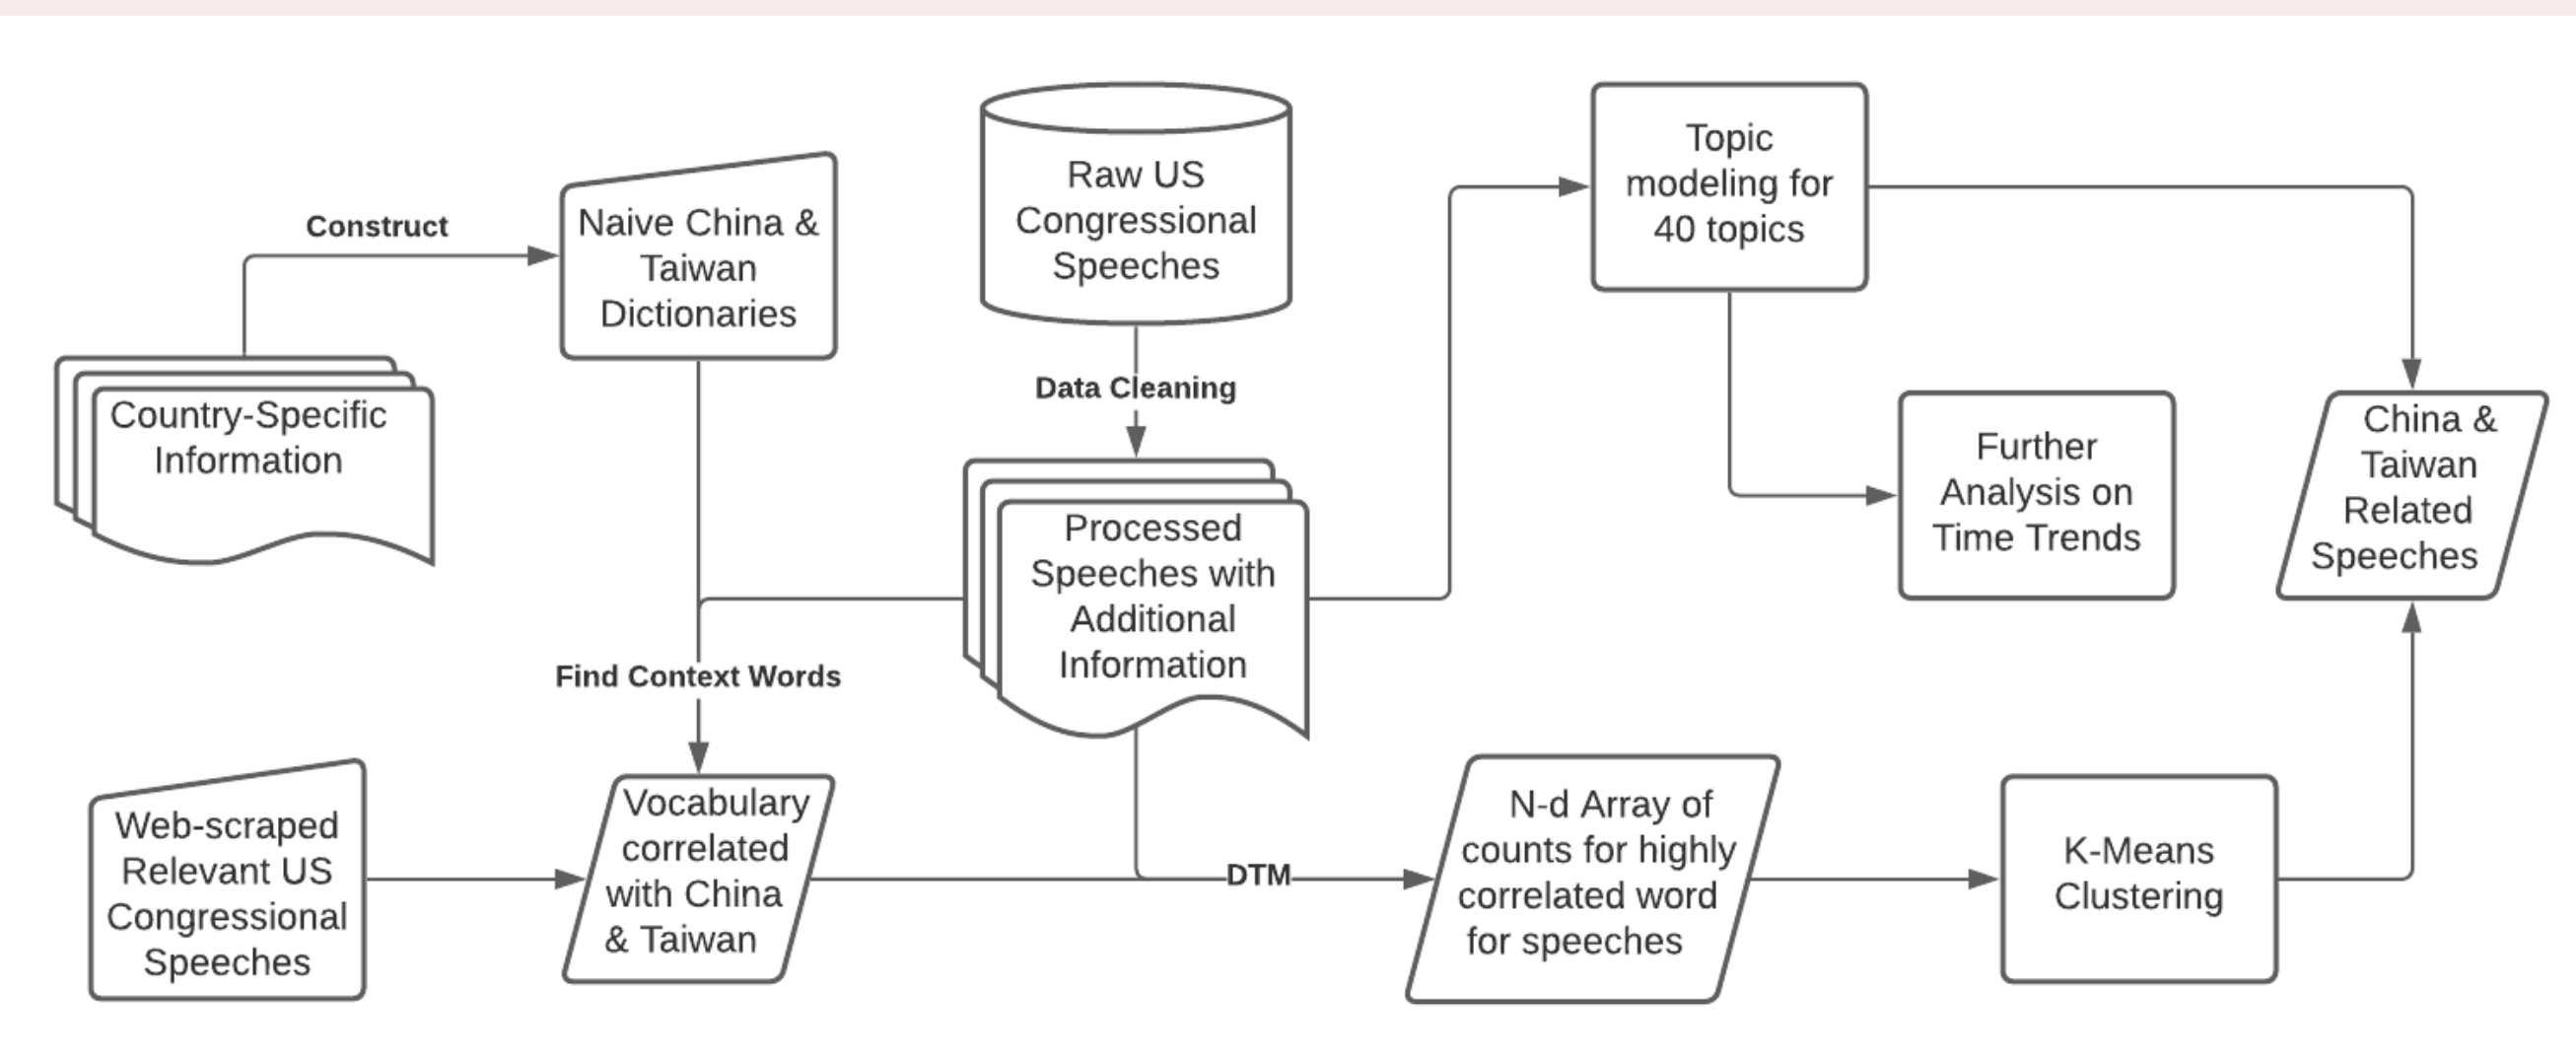 Construct
Naive China &
Taiwan
Dictionaries
Country-Specific
Information
Raw US
Congressional
Speeches
Data Cleaning
Processed
Speeches with
Additional
Information
Topic
modeling for
40 topics
Further
Analysis on
Time Trends
China &
Taiwan
Related
Speeches
Find Context Words
Web-scraped
Relevant US
Congressional
Speeches
Vocabulary
correlated
with China
& Taiwan
DTM
N-d Array of
counts for highly
correlated word
for speeches
K-Means
Clustering